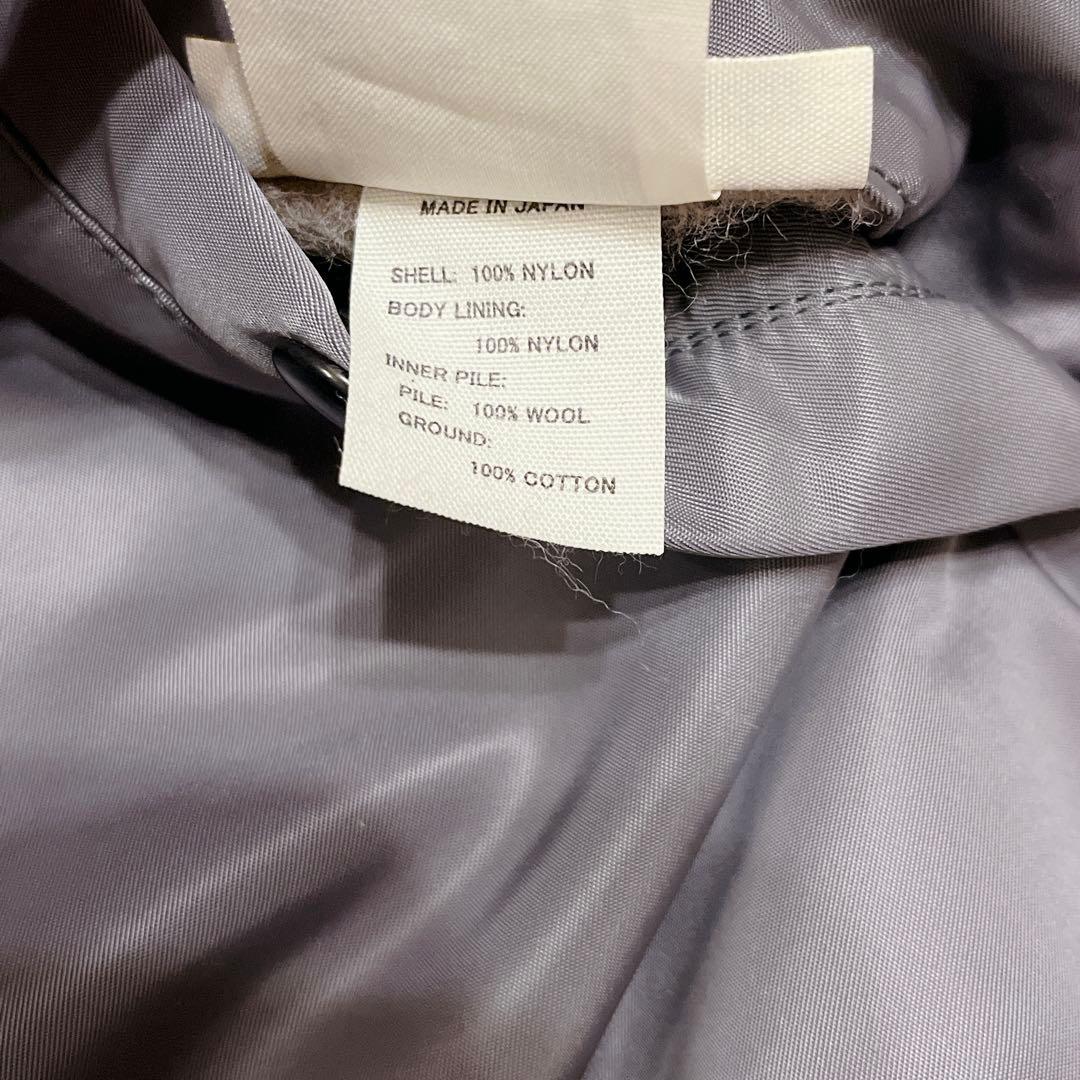 MADE IN JAPAN
SHELL: 100% NYLON
BODY LINING:
100% NYLON
INNER PILE:
PILE: 100% WOOL
GROUND:
100% COTTON